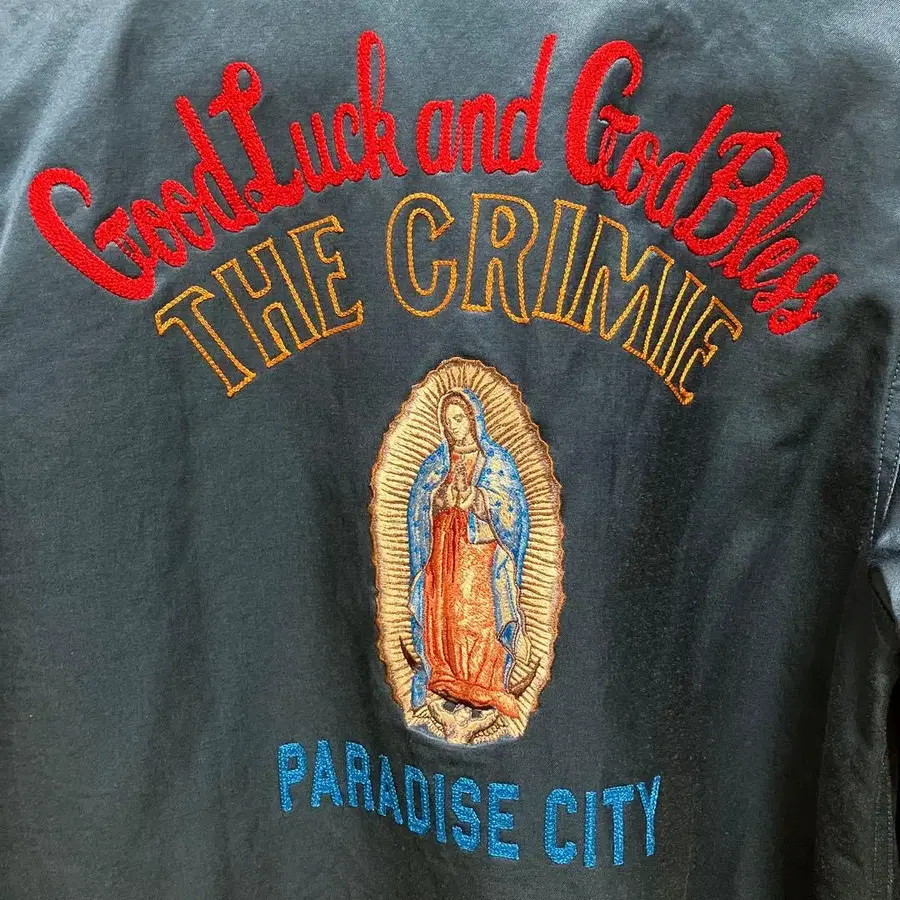 Good Luck and God Bless
THE CRIMIE
PARADISE CITY